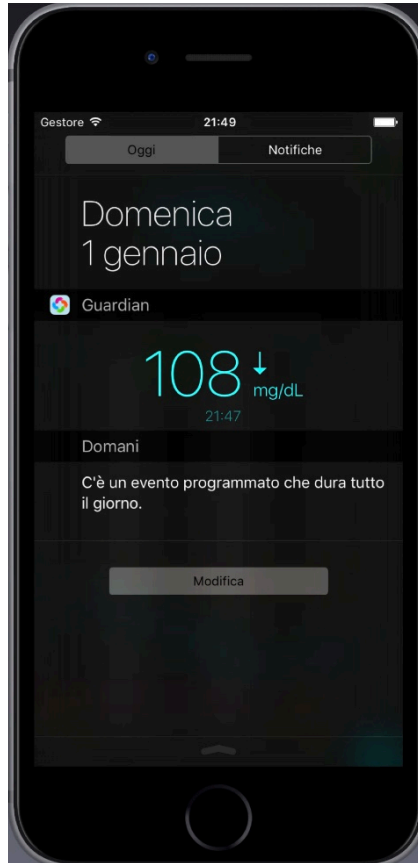 Gestore 21:49
Oggi Notifiche
Domenica
1 gennaio
Guardian
108 mg/dL
21:47
Domani
C'è un evento programmato che dura tutto
il giorno.
Modifica